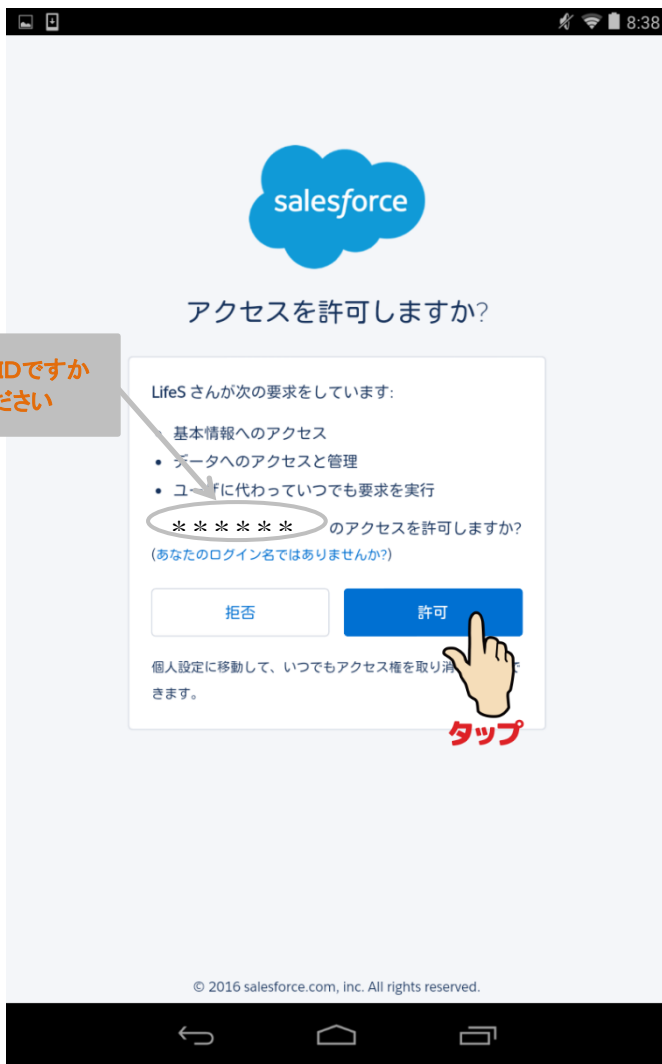 8:38
salesforce
アクセスを許可しますか?
IDですか
ださい
LifeS さんが次の要求をしています:
• 基本情報へのアクセス
• データへのアクセスと管理
• ユーザに代わっていつでも要求を実行
****** のアクセスを許可しますか?
(あなたのログイン名ではありませんか?)
拒否
許可
個人設定に移動して、いつでもアクセス権を取り消
きます。
タップ
© 2016 salesforce.com, inc. All rights reserved.